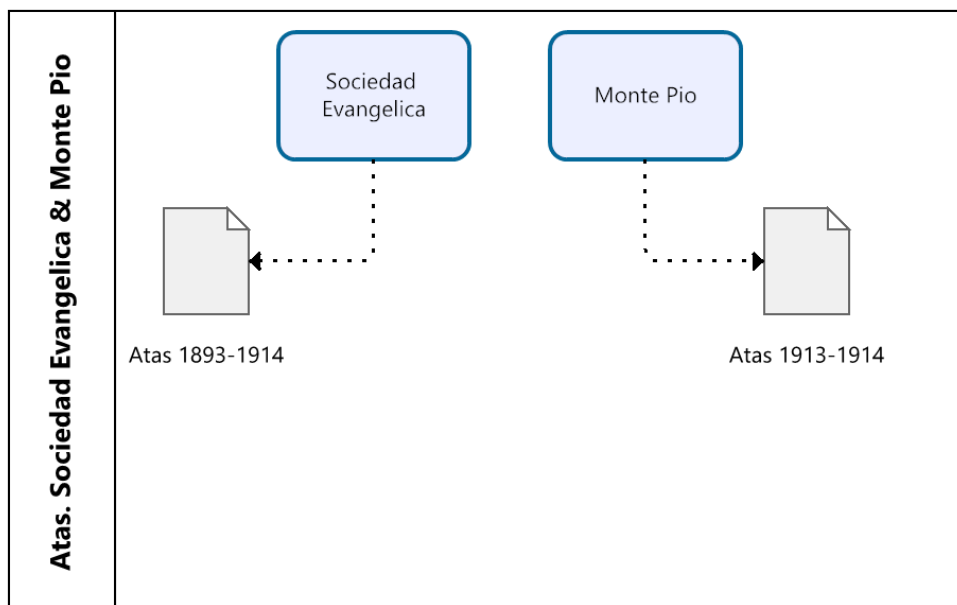 Atas. Sociedad Evangelica & Monte Pio
Sociedad
Evangelica
Monte Pio
Atas 1893-1914
Atas 1913-1914